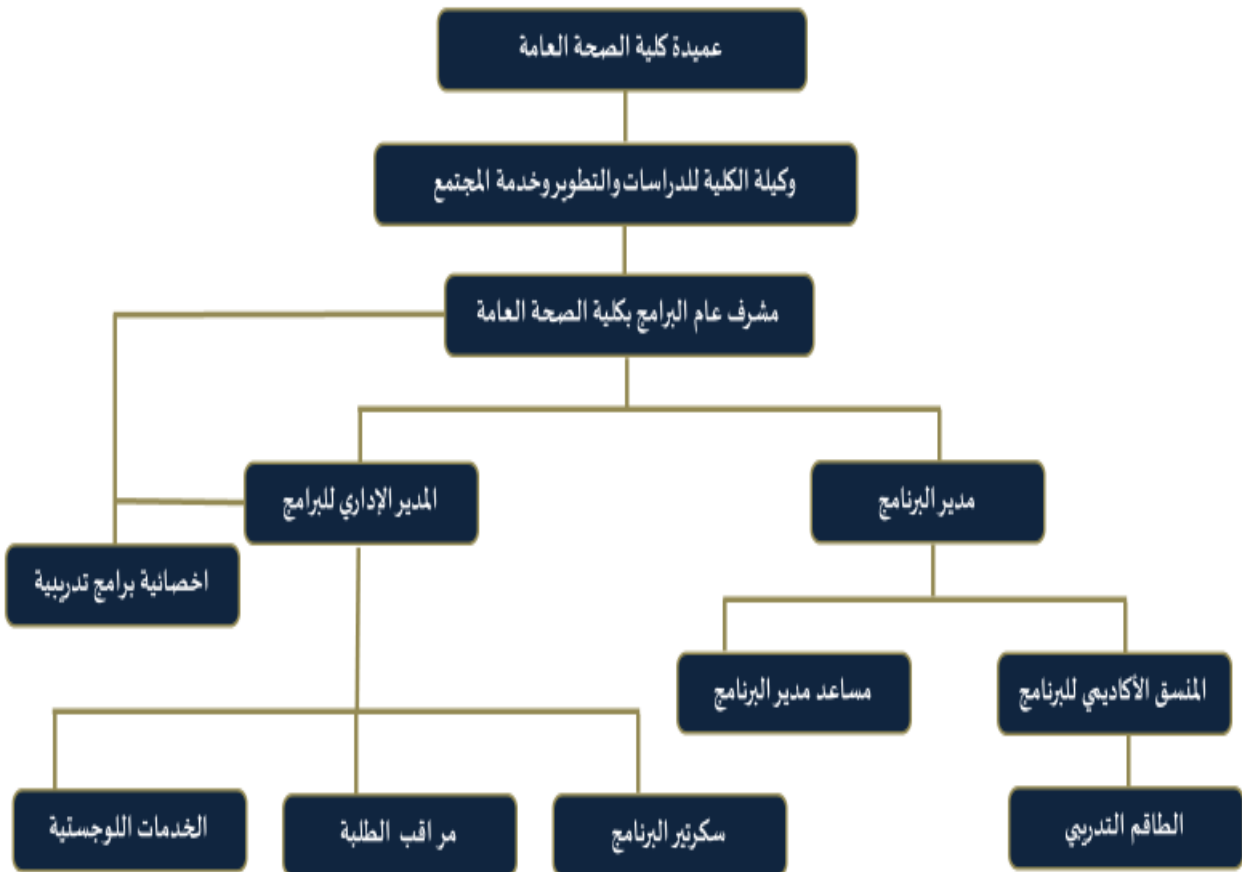 عميدة كلية الصحة العامة
وكيلة الكلية للدراسات والتطوير وخدمة المجتمع
مشرف عام البرامج بكلية الصحة العامة
مدير البرنامج
المدير الإداري للبرامج
اخصائية برامج تدريبية
المنسق الأكاديمي للبرنامج
مساعد مدير البرنامج
الطاقم التدريبي
سكرتير البرنامج
مراقب الطلبة
الخدمات اللوجستية